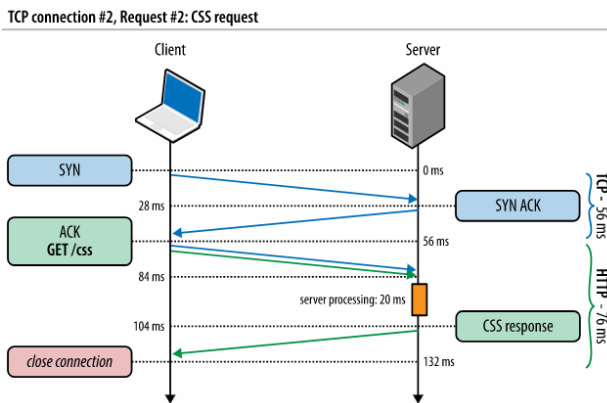 TCP connection #2, Request #2: CSS request
Client
Server
SYN
0 ms
28 ms
SYN ACK
TCP - 56 ms
ACK
GET /css
56 ms
84 ms
server processing: 20 ms
HTTP - 76 ms
104 ms
CSS response
close connection
132 ms